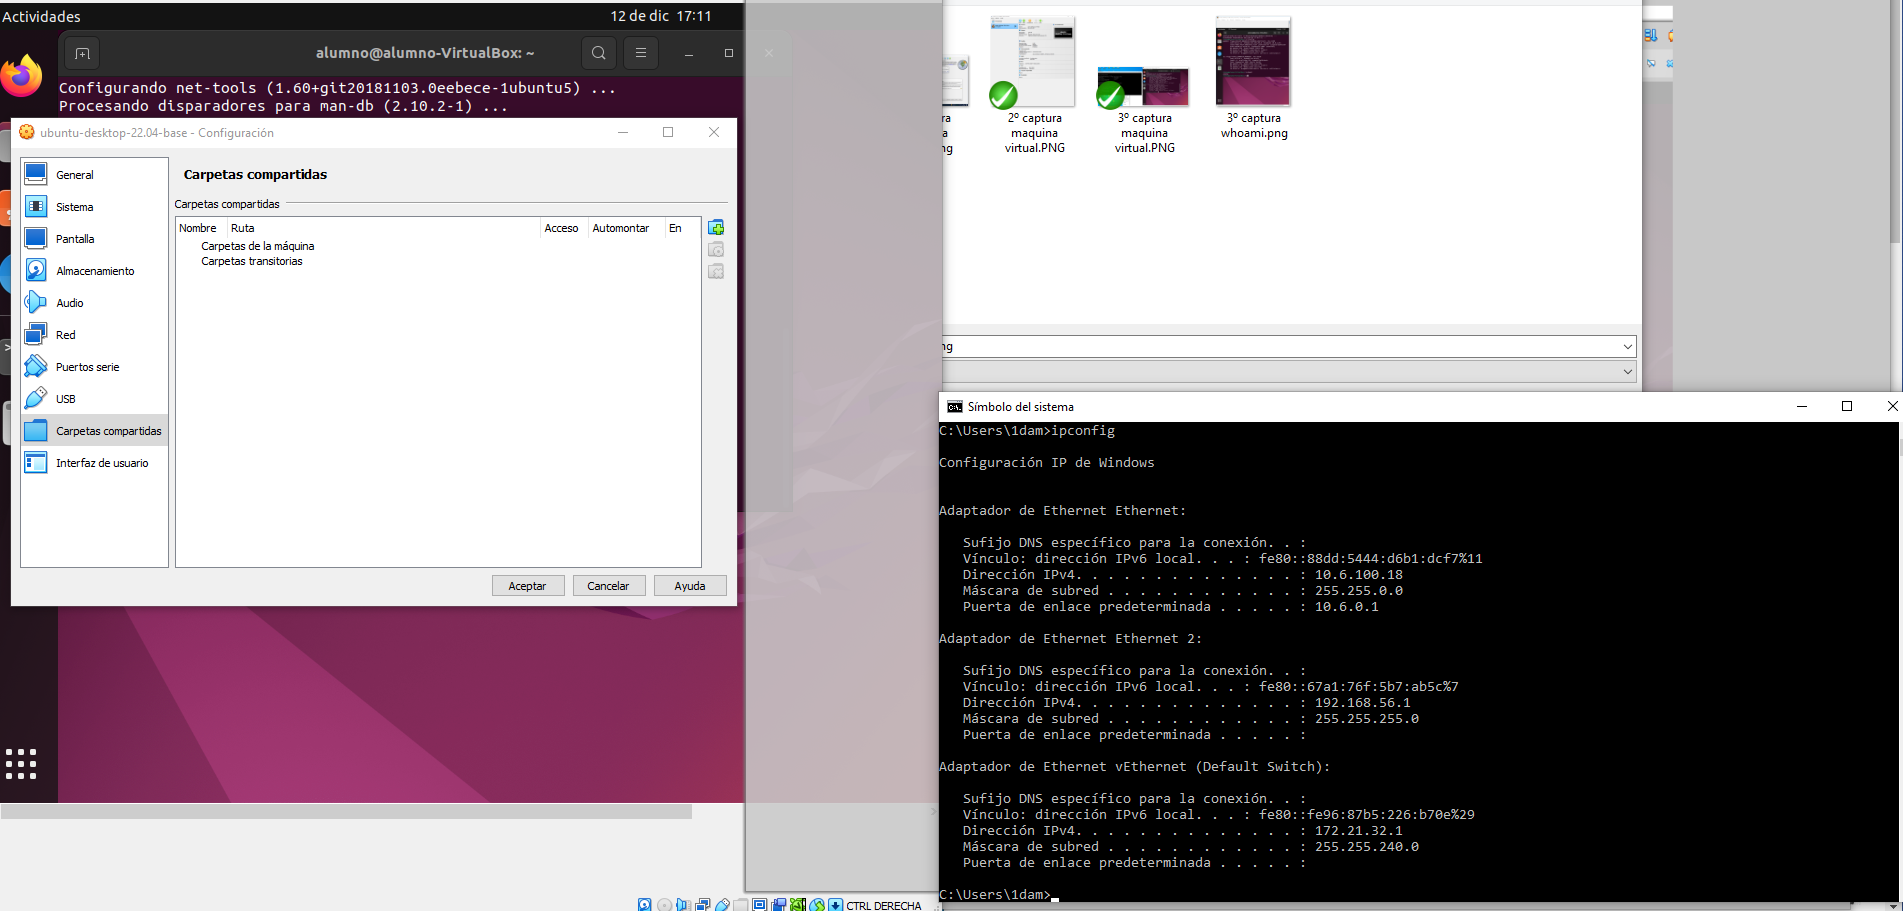 Actividades
12 de dic 17:11
alumno@alumno-VirtualBox: ~
Configurando net-tools (1.60+git20181103.0eebece-1ubuntu5) ...
Procesando disparadores para man-db (2.10.2-1) ...
ubuntu-desktop-22.04-base - Configuración
General
Sistema
Pantalla
Almacenamiento
Audio
Red
Puertos serie
USB
Carpetas compartidas
Interfaz de usuario
Carpetas compartidas
Carpetas compartidas
Nombre Ruta Acceso Automontar En
Carpetas de la máquina
Carpetas transitorias
Aceptar Cancelar Ayuda
CTRL DERECHA
ra
a
ng
2º captura
maquina
virtual.PNG
3º captura
maquina
virtual.PNG
3º captura
whoami.png
ng
Símbolo del sistema
C:\Users\1dam>ipconfig
Configuración IP de Windows
Adaptador de Ethernet Ethernet:
Sufijo DNS específico para la conexión. . :
Vínculo: dirección IPv6 local. . . : fe80::88dd:5444:d6b1:dcf7%11
Dirección IPv4. . . . . . . . . . . . . . : 10.6.100.18
Máscara de subred . . . . . . . . . . . . : 255.255.0.0
Puerta de enlace predeterminada . . . . . : 10.6.0.1
Adaptador de Ethernet Ethernet 2:
Sufijo DNS específico para la conexión. . :
Vínculo: dirección IPv6 local. . . : fe80::67a1:76f:5b7:ab5c%7
Dirección IPv4. . . . . . . . . . . . . . : 192.168.56.1
Máscara de subred . . . . . . . . . . . . : 255.255.255.0
Puerta de enlace predeterminada . . . . . :
Adaptador de Ethernet vEthernet (Default Switch):
Sufijo DNS específico para la conexión. . :
Vínculo: dirección IPv6 local. . . : fe80::fe96:87b5:226:b70e%29
Dirección IPv4. . . . . . . . . . . . . . : 172.21.32.1
Máscara de subred . . . . . . . . . . . . : 255.255.240.0
Puerta de enlace predeterminada . . . . . :
C:\Users\1dam>